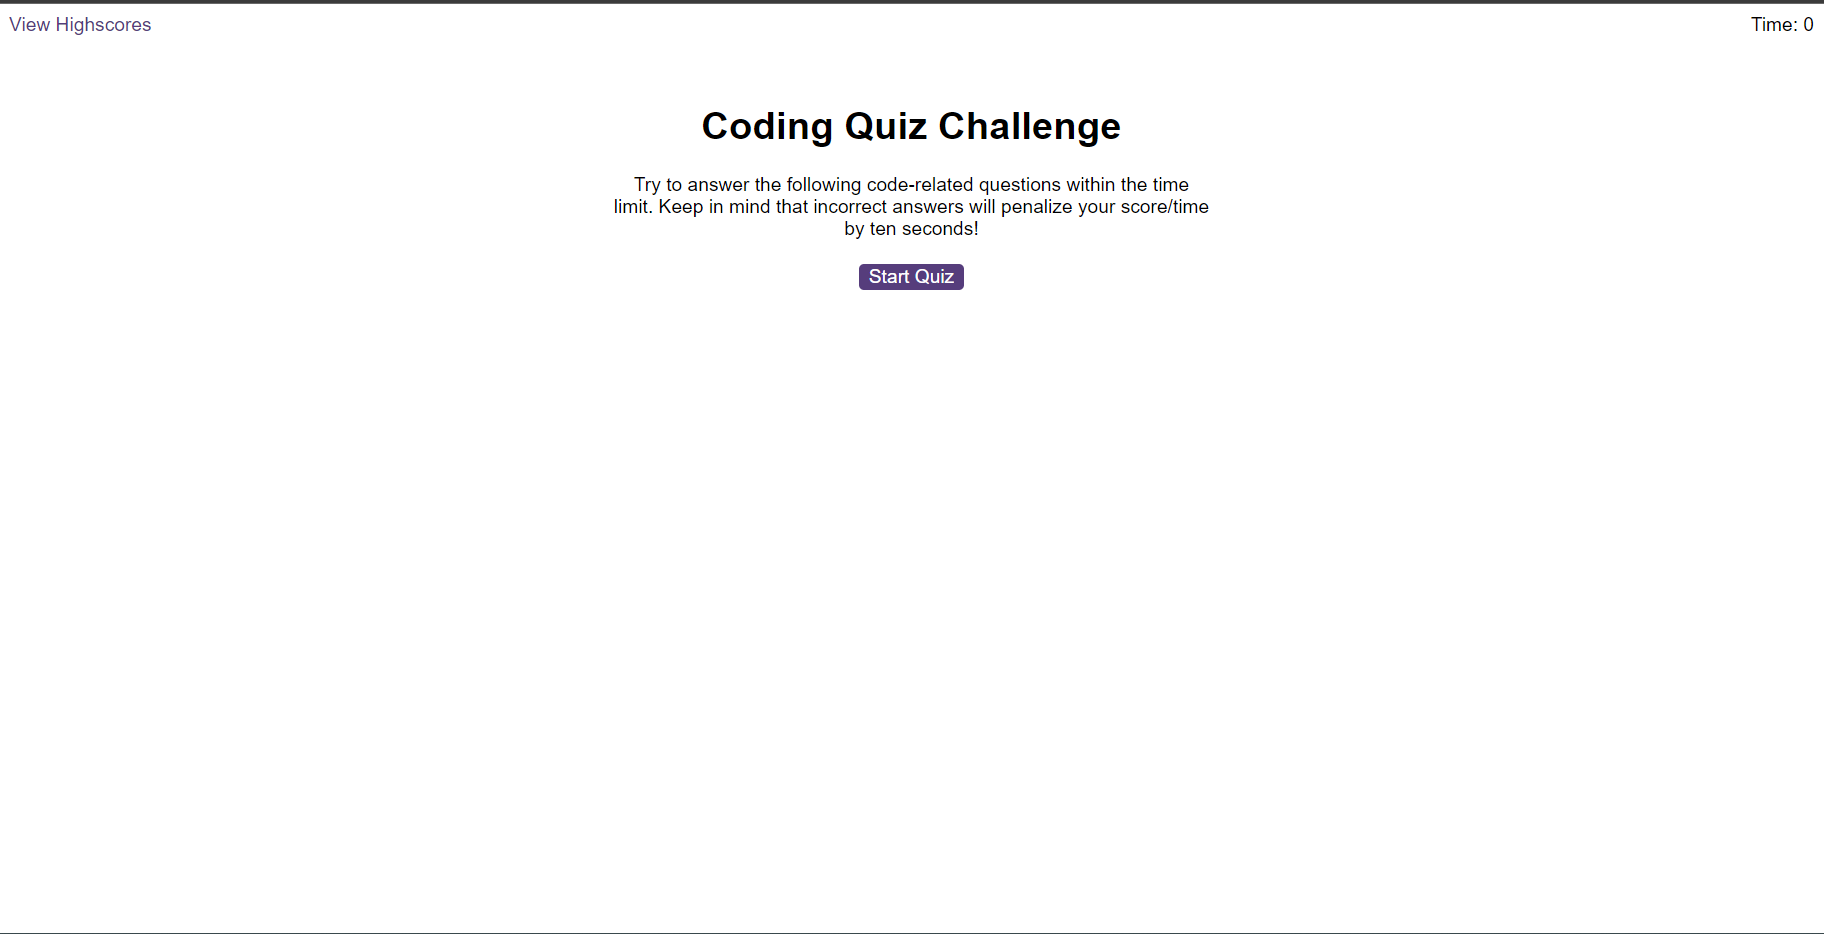 View Highscores
Time: 0
Coding Quiz Challenge
Try to answer the following code-related questions within the time
limit. Keep in mind that incorrect answers will penalize your score/time
by ten seconds!
Start Quiz